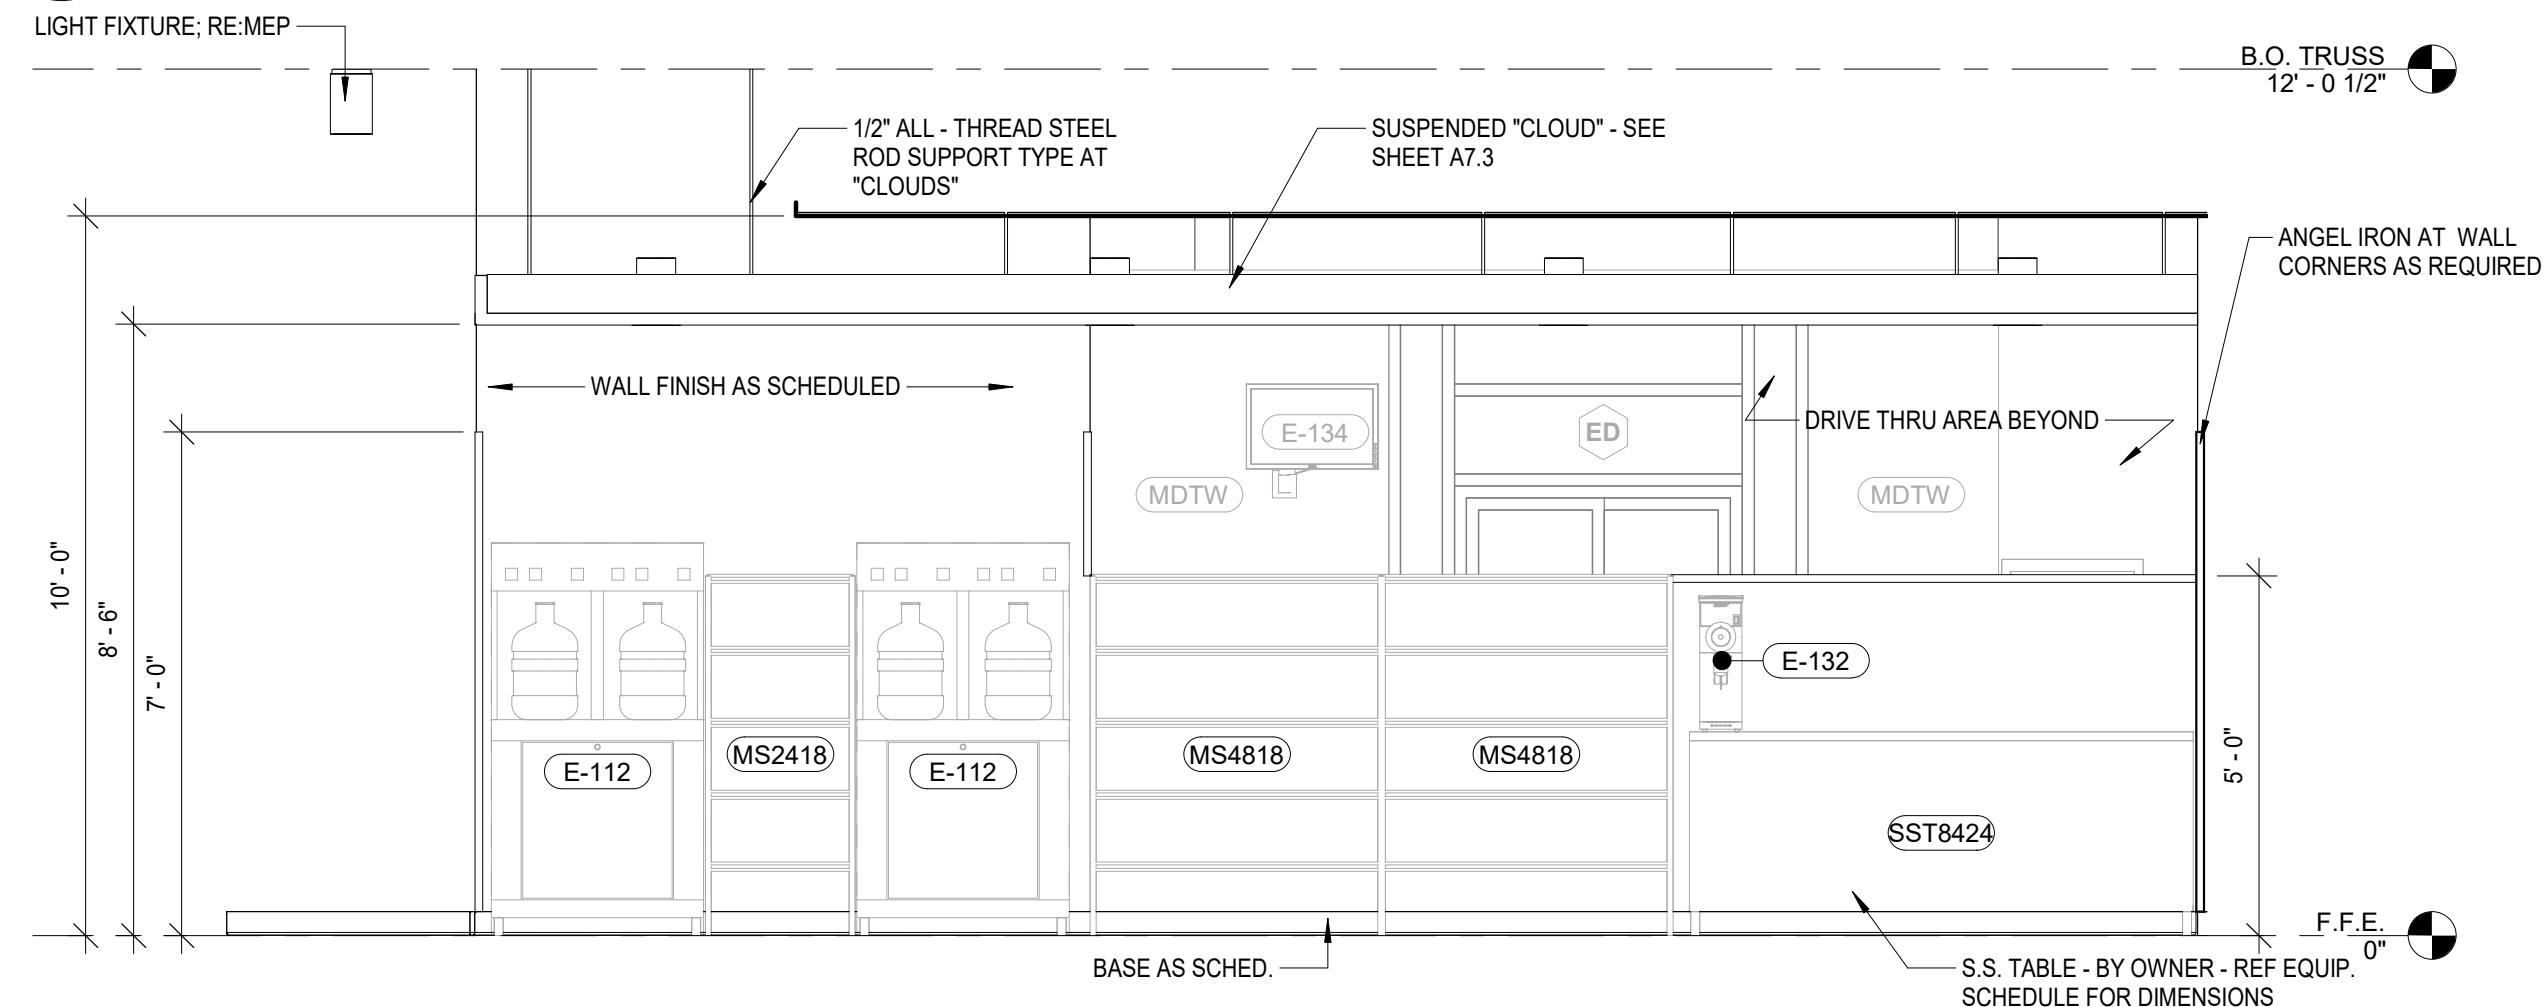 LIGHT FIXTURE; RE:MEP
B.O. TRUSS
12' - 0 1/2"
1/2" ALL - THREAD STEEL
ROD SUPPORT TYPE AT
"CLOUDS"
SUSPENDED "CLOUD" - SEE
SHEET A7.3
ANGEL IRON AT WALL
CORNERS AS REQUIRED
WALL FINISH AS SCHEDULED
E-134
ED
DRIVE THRU AREA BEYOND
MDTW
MDTW
10' - 0"
8' - 6"
7' - 0"
5' - 0"
E-132
E-112
MS2418
E-112
MS4818
MS4818
SST8424
F.F.E.
0"
BASE AS SCHED.
S.S. TABLE - BY OWNER - REF EQUIP.
SCHEDULE FOR DIMENSIONS